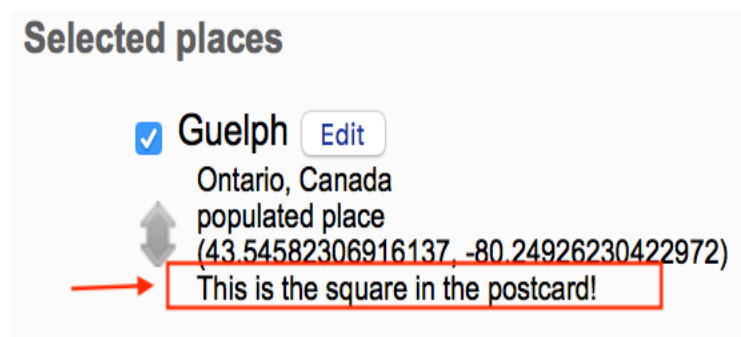 Selected places
Guelph Edit
Ontario, Canada
populated place
(43.54582306916137, -80.24926230422972)
This is the square in the postcard!